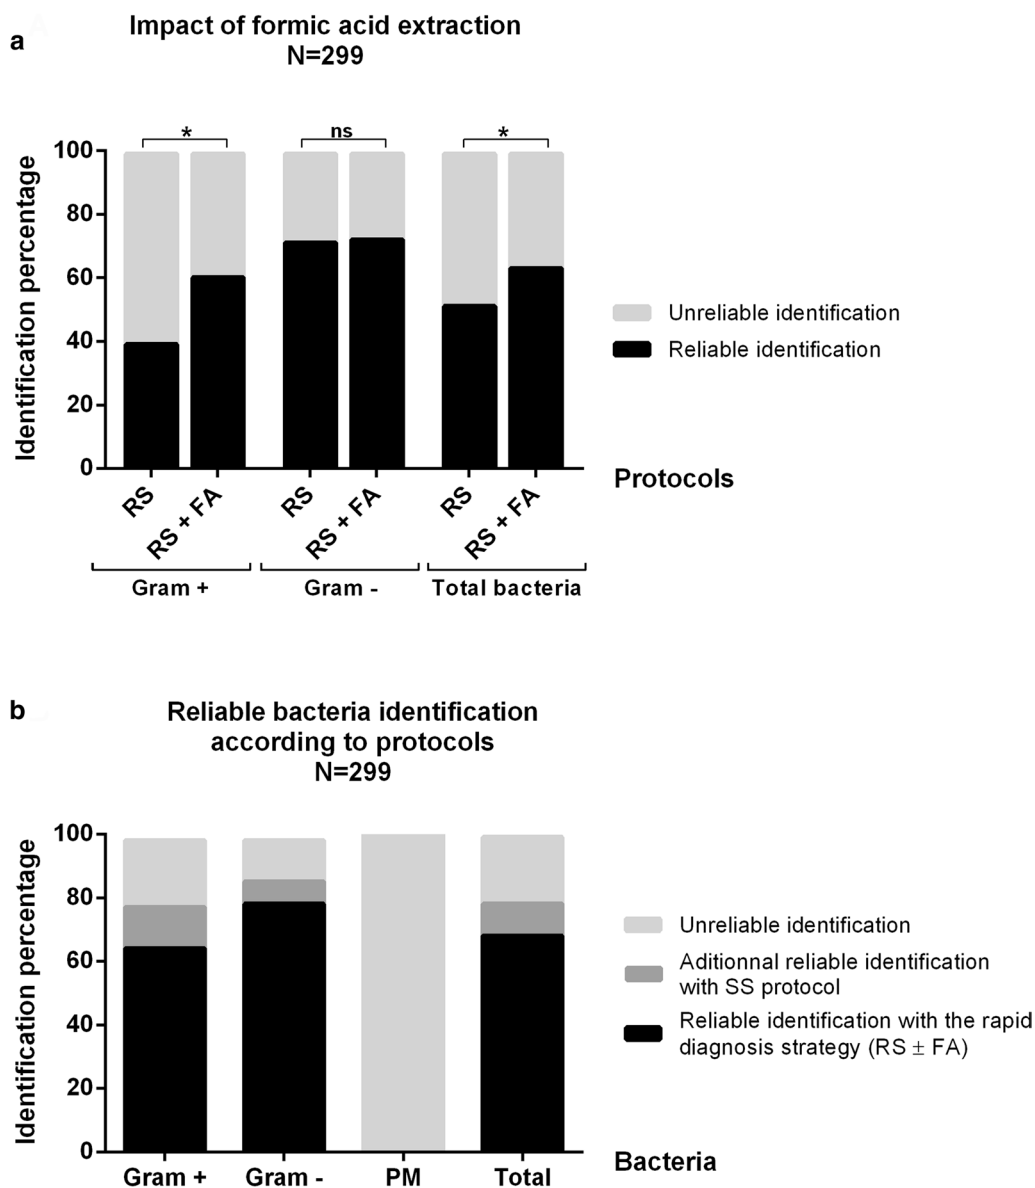 a
Impact of formic acid extraction
N=299
Identification percentage
100
80
60
40
20
0
*
ns
*
RS
RS + FA
RS
RS + FA
RS
RS + FA
Gram +
Gram -
Total bacteria
Unreliable identification
Reliable identification
Protocols
b
Reliable bacteria identification
according to protocols
N=299
Identification percentage
100
80
60
40
20
0
Gram +
Gram -
PM
Total
Unreliable identification
Aditionnal reliable identification
with SS protocol
Reliable identification with the rapid
diagnosis strategy (RS ± FA)
Bacteria